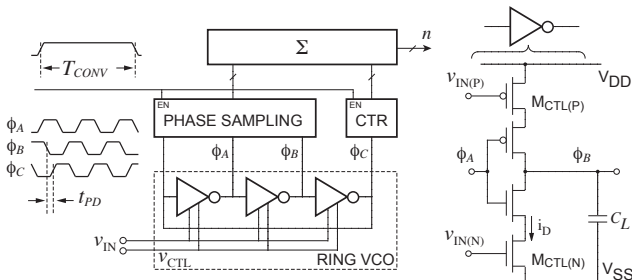 Σ
n
T_CONV
EN
PHASE SAMPLING
EN
CTR
ϕ_A
ϕ_B
ϕ_C
t_PD
ϕ_A
ϕ_B
ϕ_C
v_IN
v_CTL
RING VCO
V_DD
v_IN(P)
M_CTL(P)
ϕ_A
ϕ_B
i_D
C_L
v_IN(N)
M_CTL(N)
V_SS